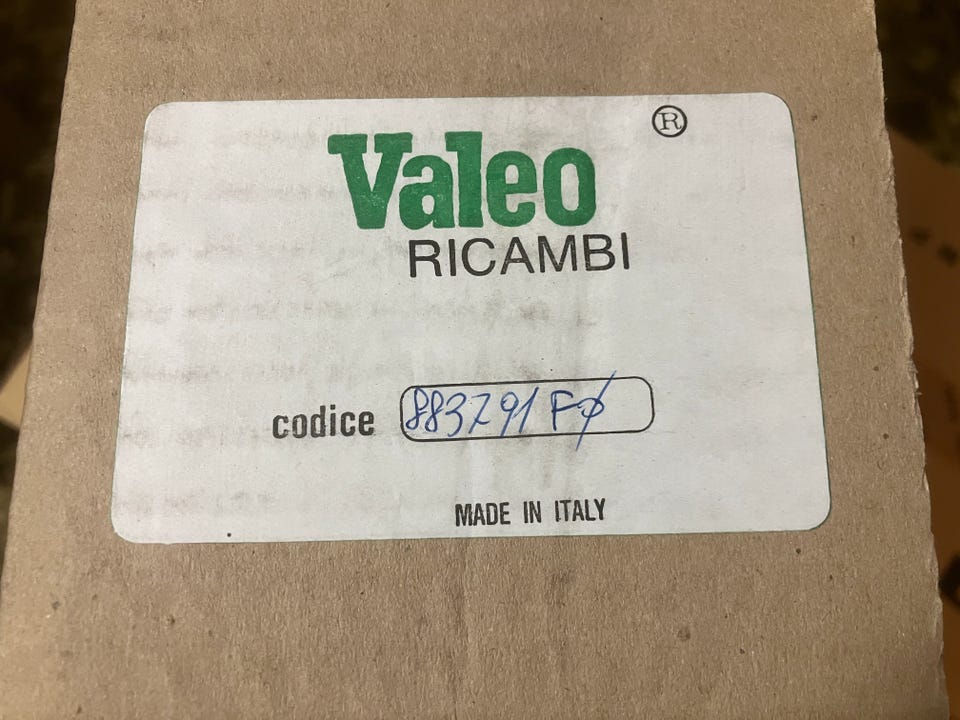 Valeo ®
RICAMBI
codice 883791 FØ
MADE IN ITALY